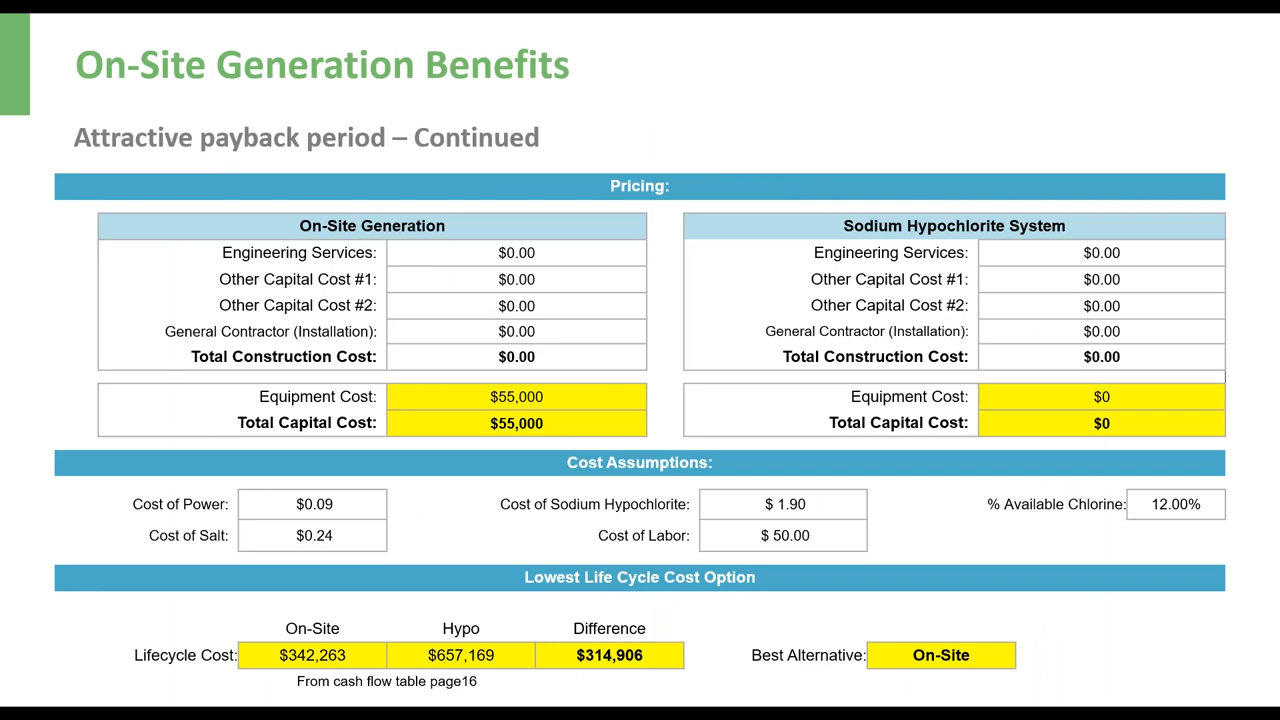 On-Site Generation Benefits
Attractive payback period – Continued
Pricing:
On-Site Generation
Engineering Services: $0.00
Other Capital Cost #1: $0.00
Other Capital Cost #2: $0.00
General Contractor (Installation): $0.00
Total Construction Cost: $0.00
Equipment Cost: $55,000
Total Capital Cost: $55,000
Sodium Hypochlorite System
Engineering Services: $0.00
Other Capital Cost #1: $0.00
Other Capital Cost #2: $0.00
General Contractor (Installation): $0.00
Total Construction Cost: $0.00
Equipment Cost: $0
Total Capital Cost: $0
Cost Assumptions:
Cost of Power: $0.09 Cost of Sodium Hypochlorite: $ 1.90 % Available Chlorine: 12.00%
Cost of Salt: $0.24 Cost of Labor: $ 50.00
Lowest Life Cycle Cost Option
On-Site Hypo Difference
Lifecycle Cost: $342,263 $657,169 $314,906 Best Alternative: On-Site
From cash flow table page16